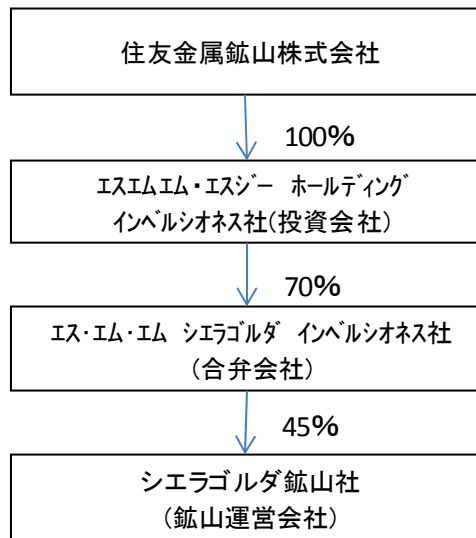 住友金属鉱山株式会社
100%
ｴｽｴﾑｴﾑ・ｴｽｼﾞｰ ﾎｰﾙﾃﾞｨﾝｸﾞ
ｲﾝﾍﾞﾙｼｵﾈｽ社(投資会社)
70%
ｴｽ･ｴﾑ･ｴﾑ ｼｴﾗｺﾞﾙﾀﾞ ｲﾝﾍﾞﾙｼｵﾈｽ社
(合弁会社)
45%
シエラゴルダ鉱山社
(鉱山運営会社)